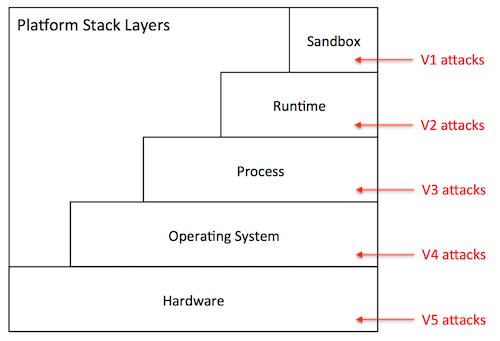 Platform Stack Layers
Sandbox
V1 attacks
Runtime
V2 attacks
Process
V3 attacks
Operating System
V4 attacks
Hardware
V5 attacks